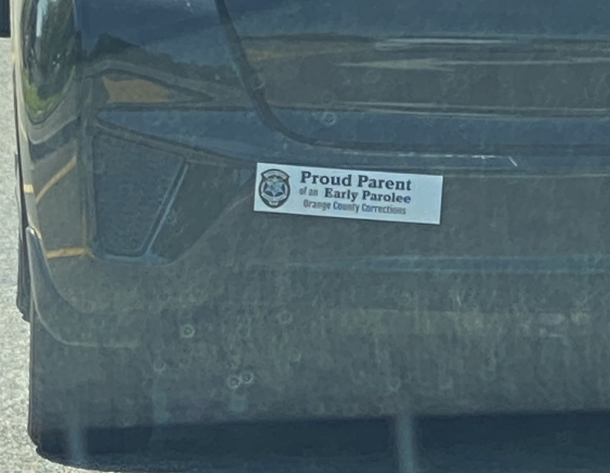 Proud Parent
of an Early Parolee
Orange County Corrections